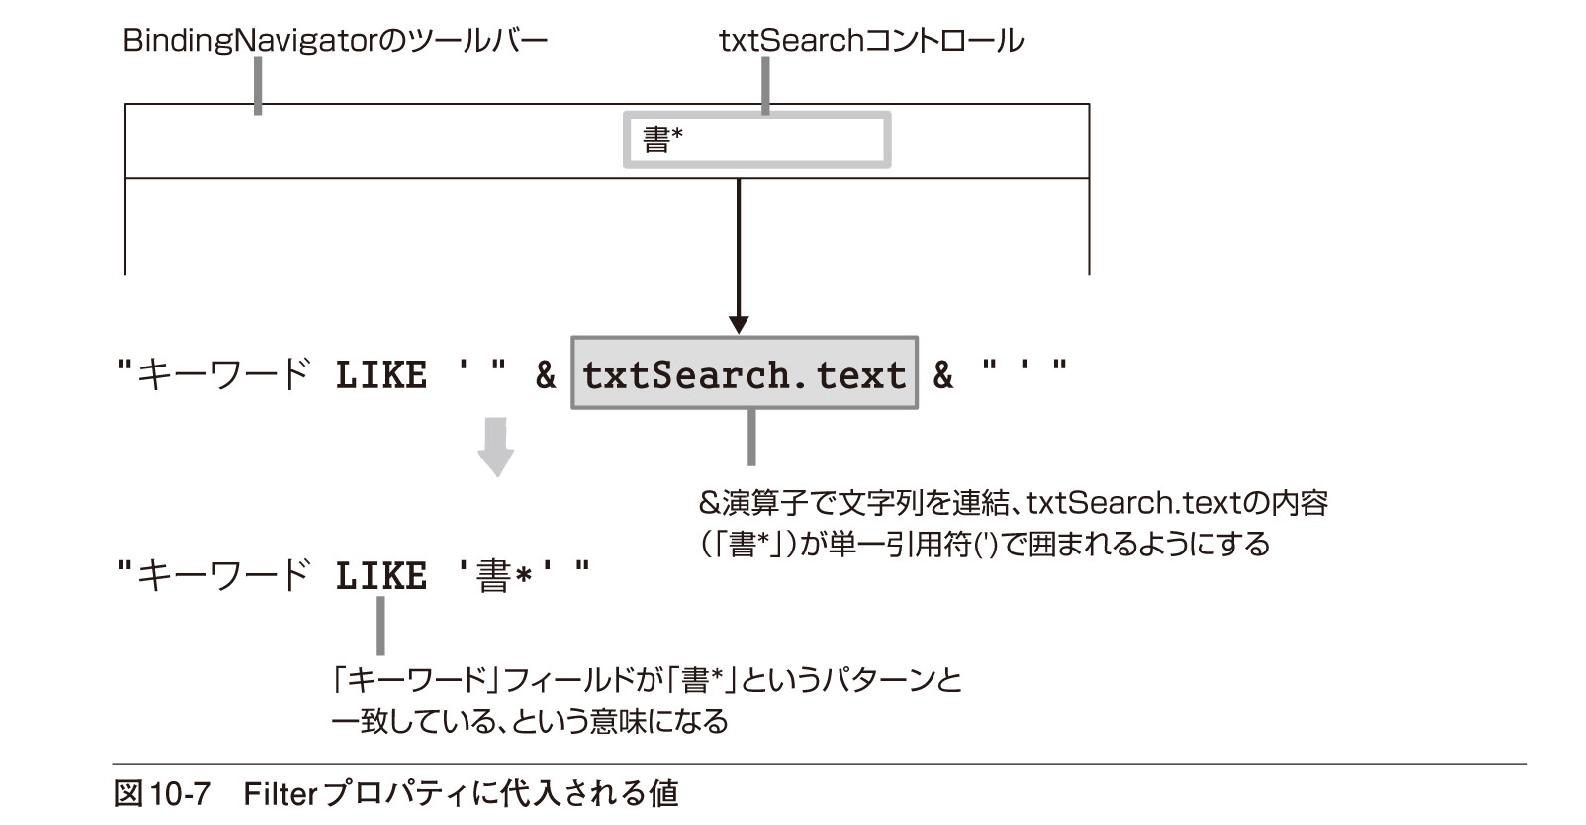 BindingNavigatorのツールバー
txtSearchコントロール
書*
"キーワード LIKE ' " & txtSearch.text & " ' "
&演算子で文字列を連結、txtSearch.textの内容
(「書*」)が単一引用符(')で囲まれるようにする
"キーワード LIKE '書*' "
「キーワード」フィールドが「書*」というパターンと
一致している、という意味になる
図10-7 Filterプロパティに代入される値